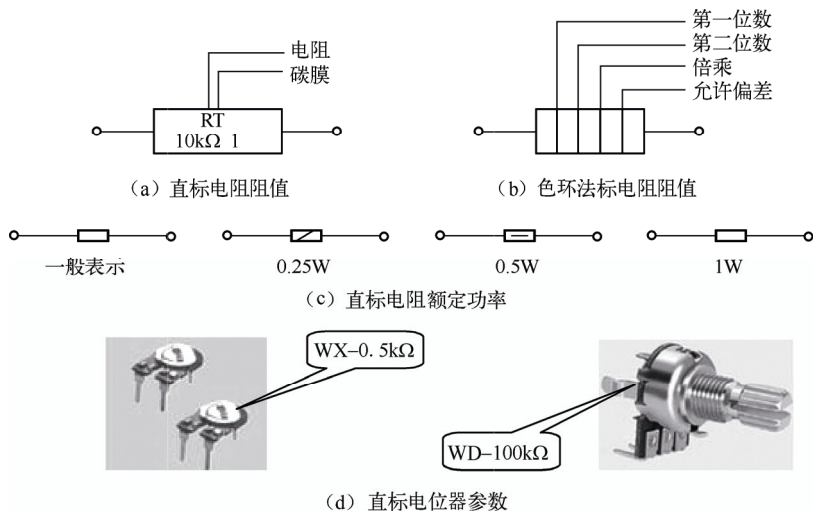 电阻
碳膜
RT
10kΩ 1
(a) 直标电阻阻值
第一位数
第二位数
倍乘
允许偏差
(b) 色环法标电阻阻值
一般表示
0.25W
0.5W
1W
(c) 直标电阻额定功率
WX-0.5kΩ
WD-100kΩ
(d) 直标电位器参数